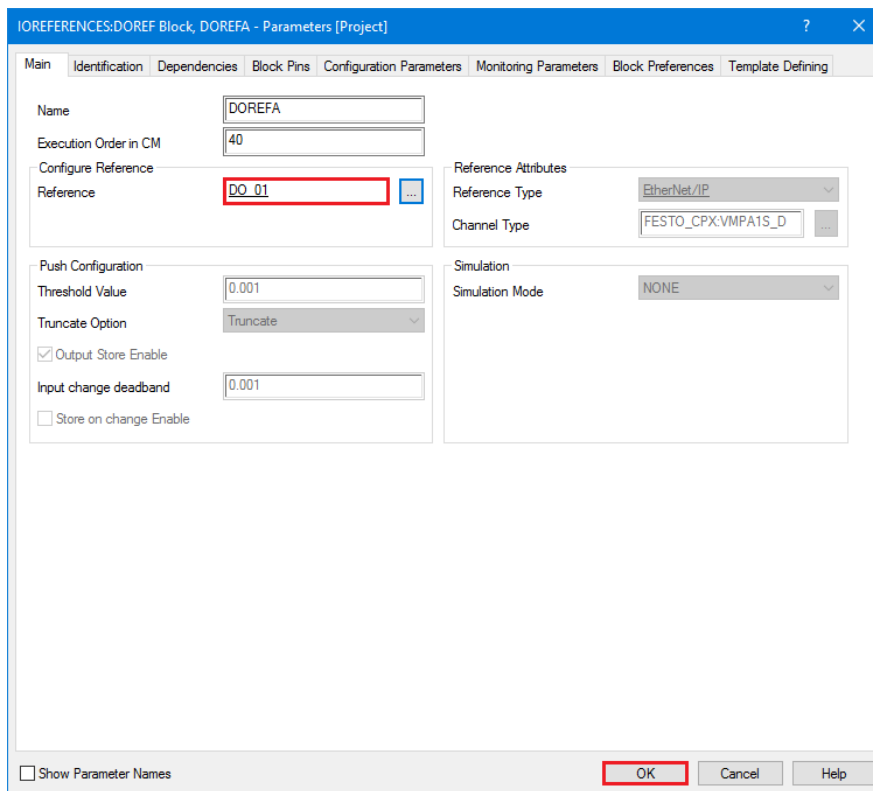 IOREFERENCES:DOREF Block, DOREFA - Parameters [Project]
?
Main Identification Dependencies Block Pins Configuration Parameters Monitoring Parameters Block Preferences Template Defining
Name DOREFA
Execution Order in CM 40
Configure Reference
Reference DO_01 ...
Reference Attributes
Reference Type EtherNet/IP
Channel Type FESTO_CPX:VMPA1S_D ...
Push Configuration
Threshold Value 0.001
Truncate Option Truncate
Output Store Enable
Input change deadband 0.001
Store on change Enable
Simulation
Simulation Mode NONE
Show Parameter Names
OK Cancel Help